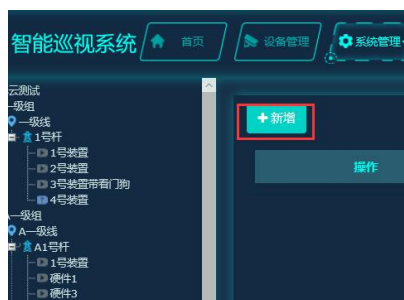 智能巡视系统 首页 设备管理 系统管理
云测试
一级组
一级线
1号杆
1号装置
2号装置
3号装置带看门狗
4号装置
一级组
A一级线
A1号杆
1号装置
硬件1
硬件3
+新增
操作